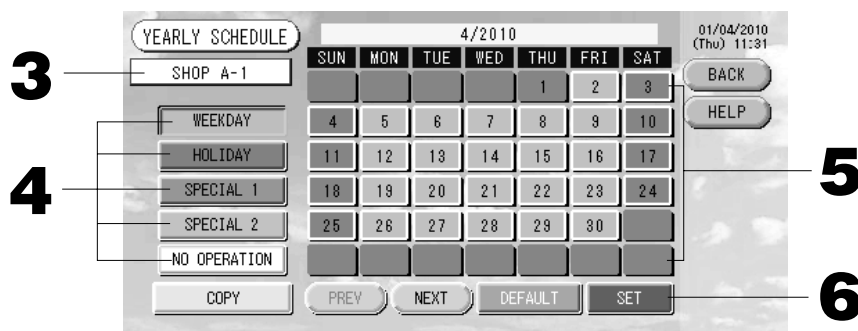 YEARLY SCHEDULE
4/2010
01/04/2010
(Thu) 11:31
3
SHOP A-1
SUN MON TUE WED THU FRI SAT
BACK
1 2 3
HELP
WEEKDAY
4 5 6 7 8 9 10
HOLIDAY
11 12 13 14 15 16 17
4
SPECIAL 1
18 19 20 21 22 23 24
5
SPECIAL 2
25 26 27 28 29 30
NO OPERATION
COPY
PREV NEXT DEFAULT SET
6